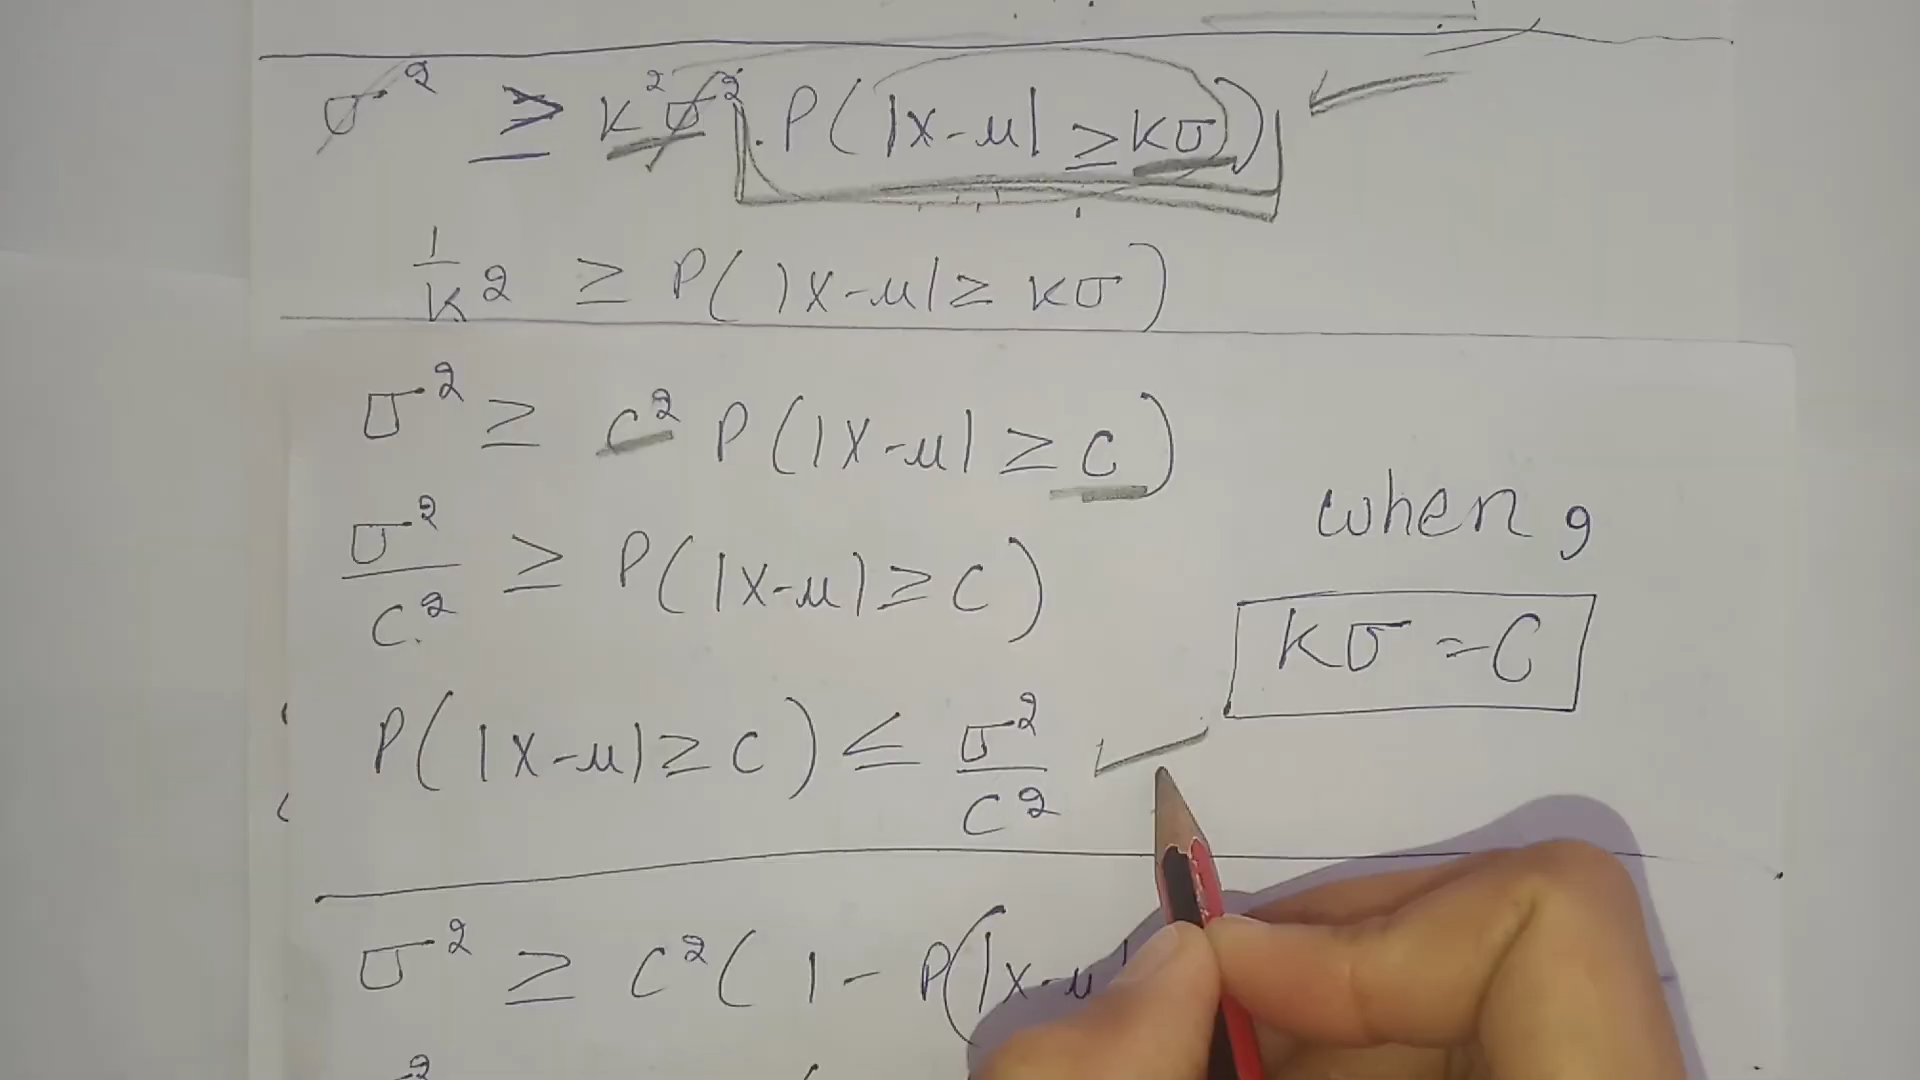 σ² ≥ k²σ² . P(|X-μ| ≥ kσ)
1/k² ≥ P(|X-μ| ≥ kσ)
σ² ≥ c² P(|X-μ| ≥ c)
σ²/c² ≥ P(|X-μ| ≥ c)
when,
kσ = C
P(|X-μ| ≥ c) ≤ σ²/c²
σ² ≥ c²(1 - P(|X-μ|